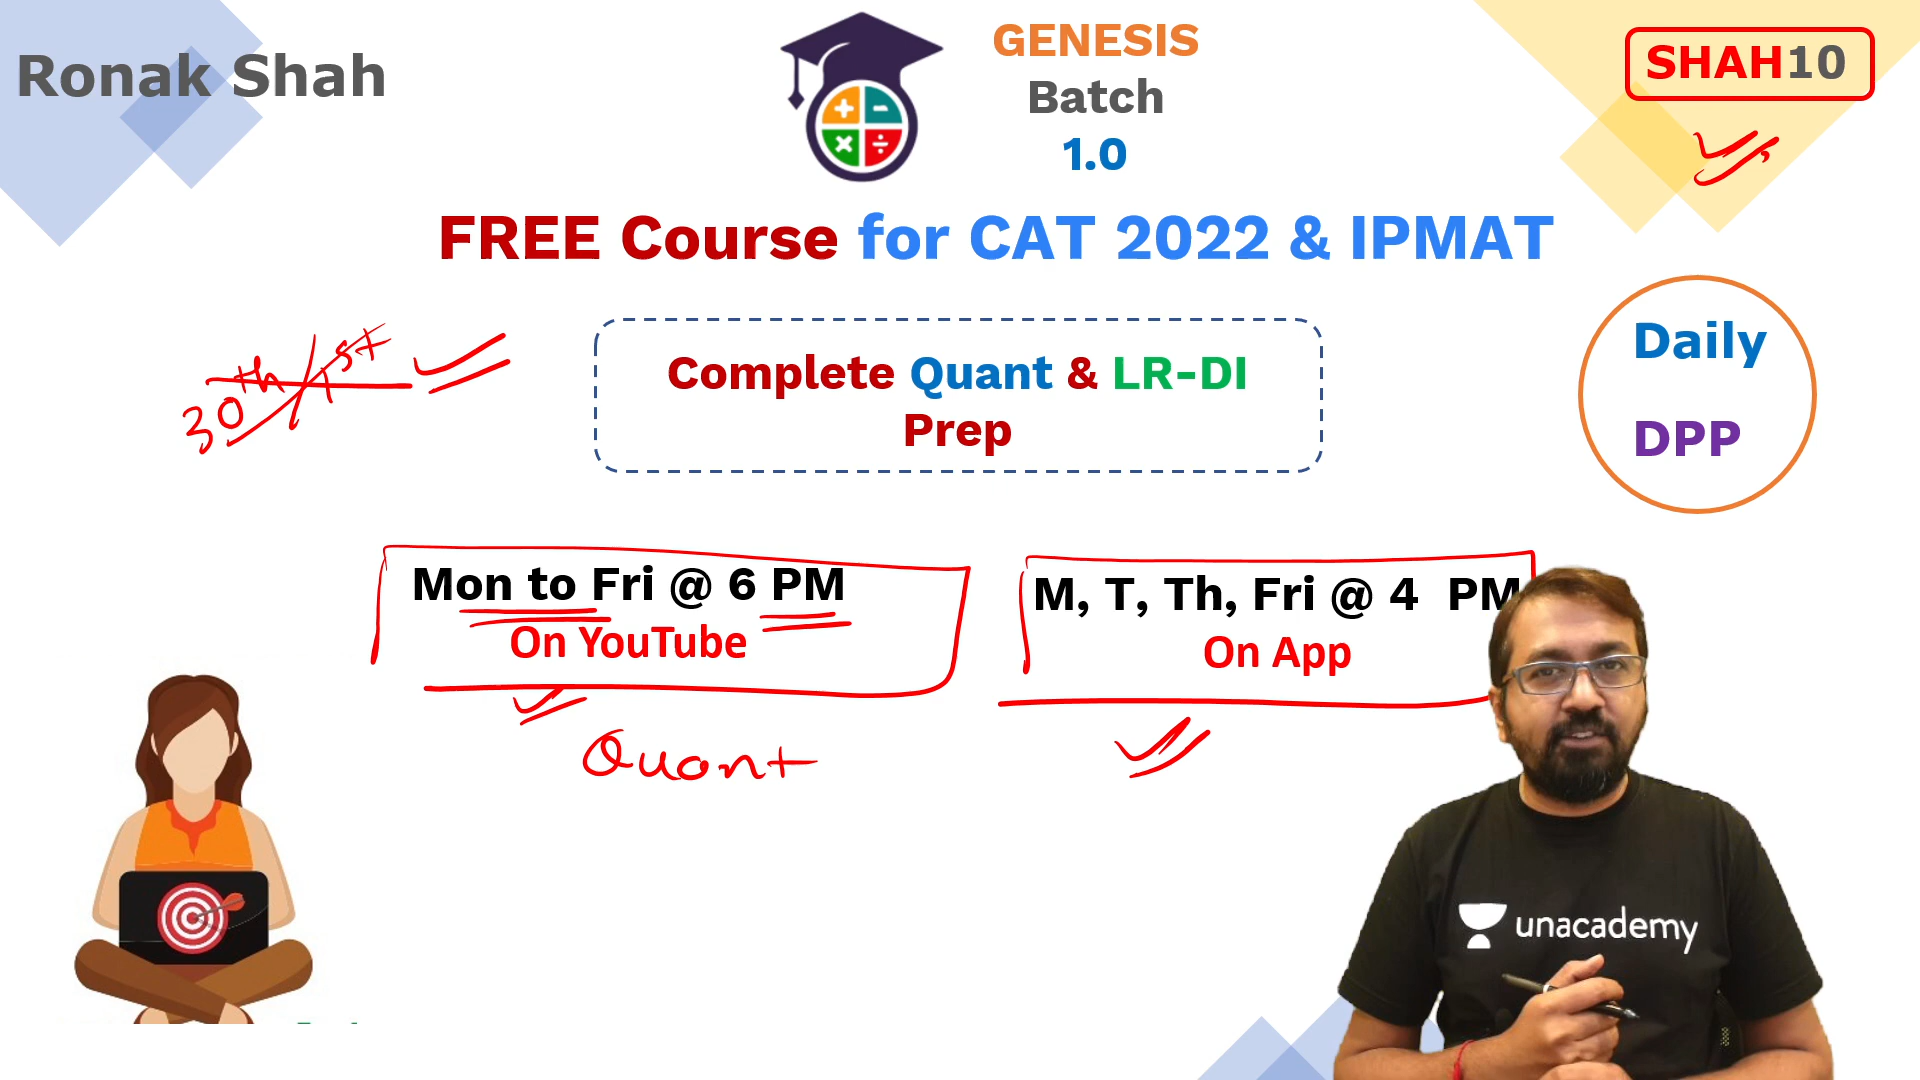 Ronak Shah
GENESIS
Batch
1.0
SHAH10
FREE Course for CAT 2022 & IPMAT
30th/1st
Complete Quant & LR-DI
Prep
Daily
DPP
Mon to Fri @ 6 PM
On YouTube
M, T, Th, Fri @ 4 PM
On App
Quant
unacademy